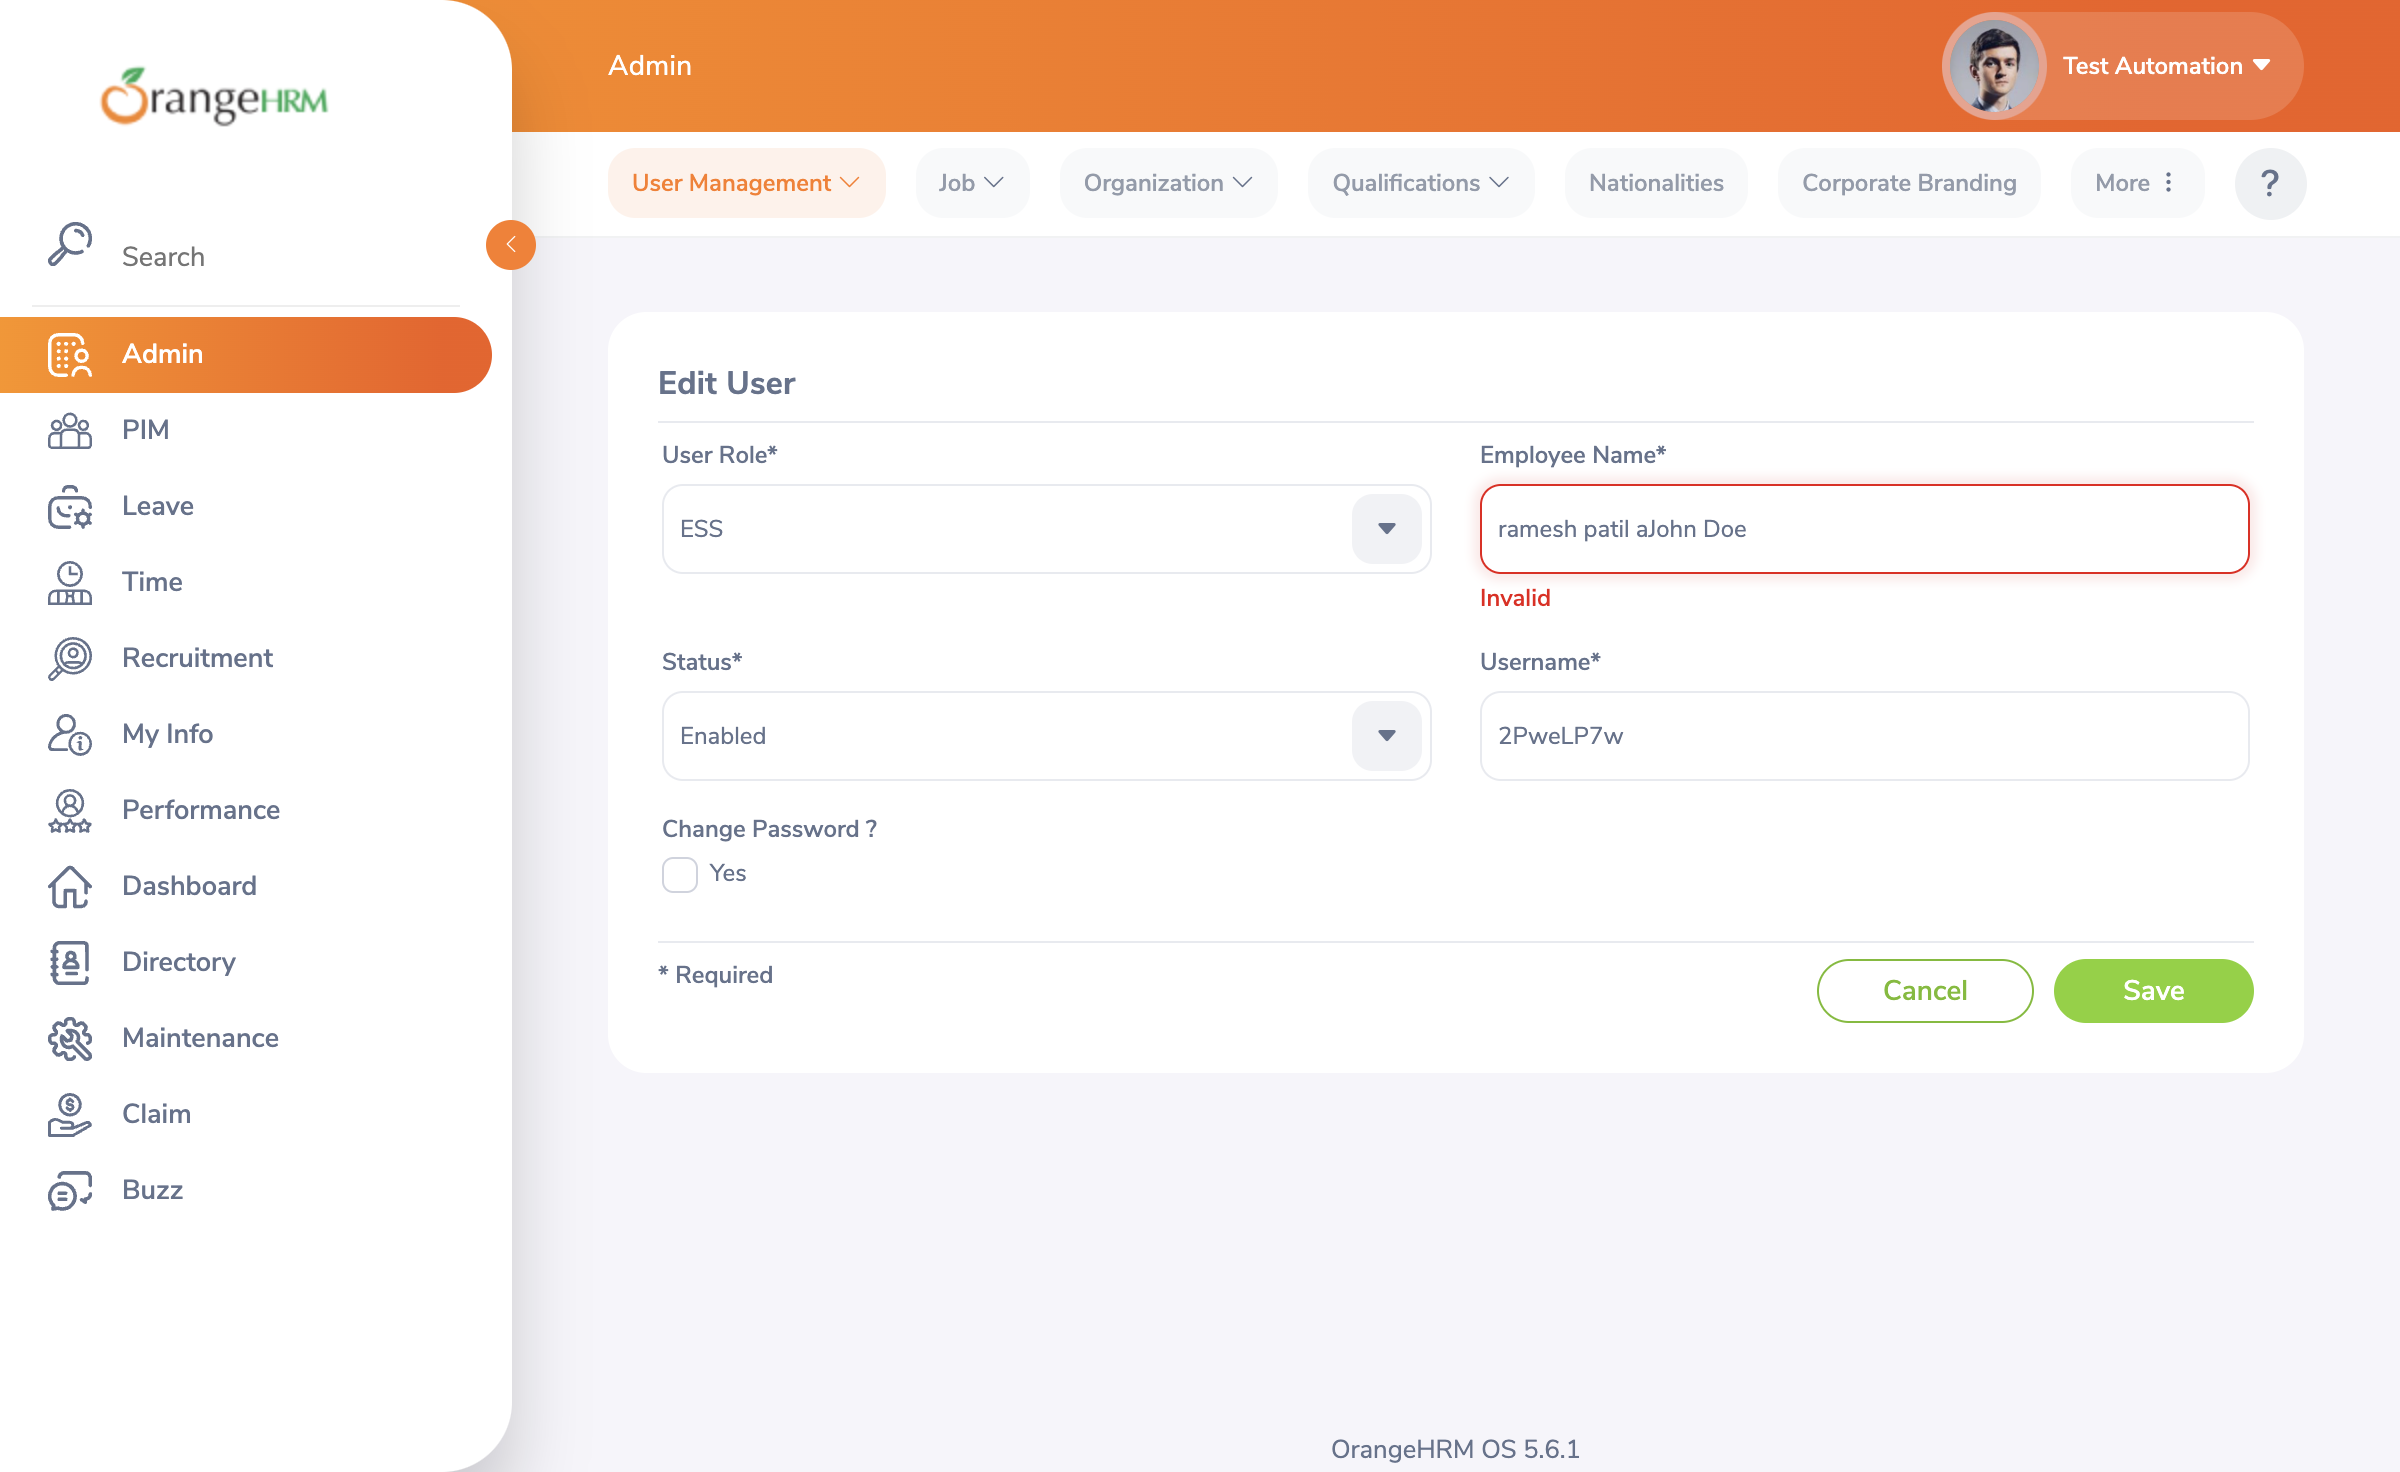 OrangeHRM
Search
Admin
PIM
Leave
Time
Recruitment
My Info
Performance
Dashboard
Directory
Maintenance
Claim
Buzz
Admin
Test Automation
User Management
Job
Organization
Qualifications
Nationalities
Corporate Branding
More
?
Edit User
User Role*
ESS
Employee Name*
ramesh patil aJohn Doe
Invalid
Status*
Enabled
Username*
2PweLP7w
Change Password ?
Yes
* Required
Cancel
Save
OrangeHRM OS 5.6.1